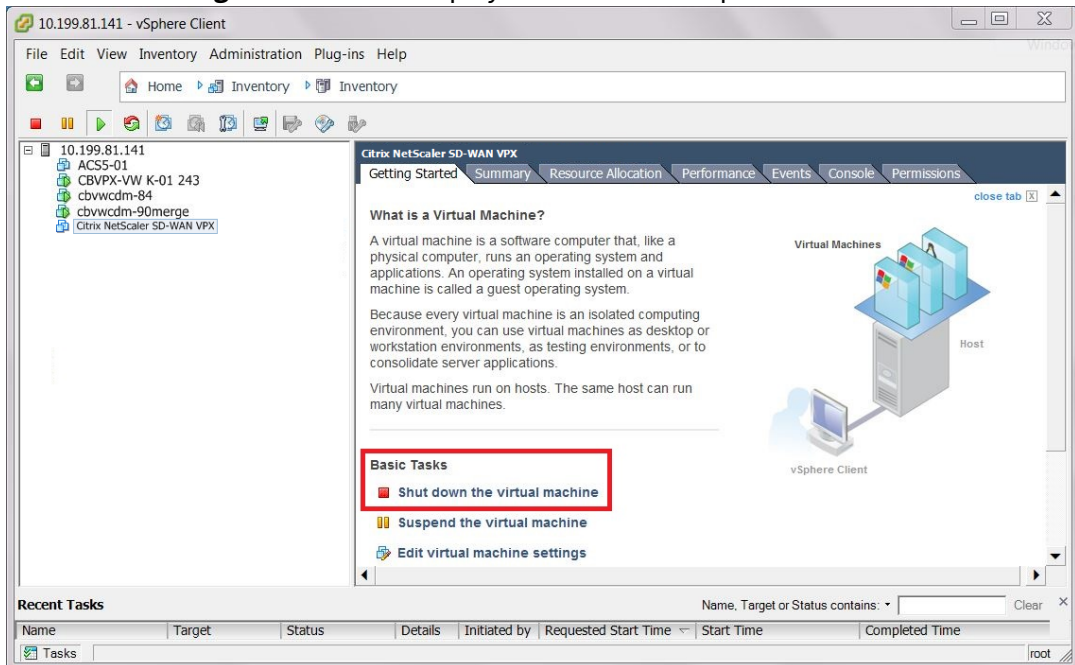 10.199.81.141 - vSphere Client
File Edit View Inventory Administration Plug-ins Help
Home Inventory Inventory
10.199.81.141
ACS5-01
CBVPX-VW K-01 243
cbvwcdm-84
cbvwcdm-90merge
Citrix NetScaler SD-WAN VPX
Citrix NetScaler SD-WAN VPX
Getting Started Summary Resource Allocation Performance Events Console Permissions
close tab X
What is a Virtual Machine?
A virtual machine is a software computer that, like a
physical computer, runs an operating system and
applications. An operating system installed on a virtual
machine is called a guest operating system.
Because every virtual machine is an isolated computing
environment, you can use virtual machines as desktop or
workstation environments, as testing environments, or to
consolidate server applications.
Virtual machines run on hosts. The same host can run
many virtual machines.
Virtual Machines
Host
vSphere Client
Basic Tasks
Shut down the virtual machine
Suspend the virtual machine
Edit virtual machine settings
Recent Tasks
Name, Target or Status contains: Clear
Name Target Status Details Initiated by Requested Start Time Start Time Completed Time
Tasks root